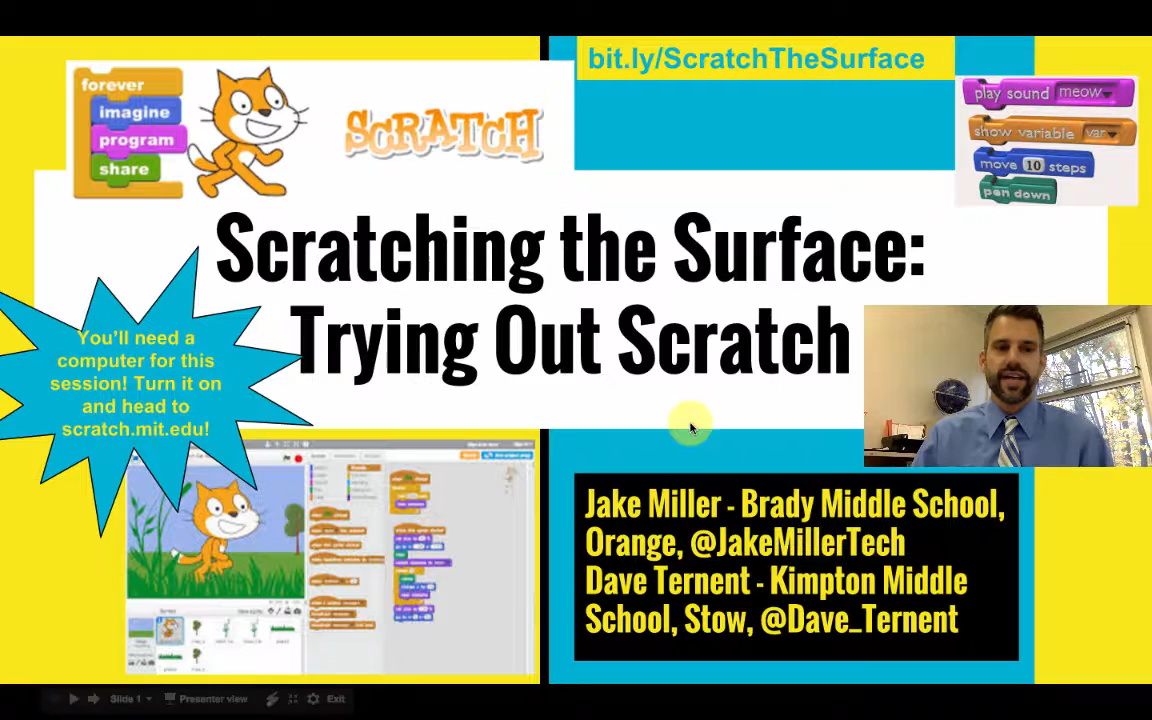 bit.ly/ScratchTheSurface
forever
imagine
program
share
SCRATCH
play sound meow
show variable var
move 10 steps
pen down
Scratching the Surface:
Trying Out Scratch
You'll need a
computer for this
session! Turn it on
and head to
scratch.mit.edu!
Jake Miller - Brady Middle School,
Orange, @JakeMillerTech
Dave Ternent - Kimpton Middle
School, Stow, @Dave_Ternent
Slide 1
Presenter view
Exit